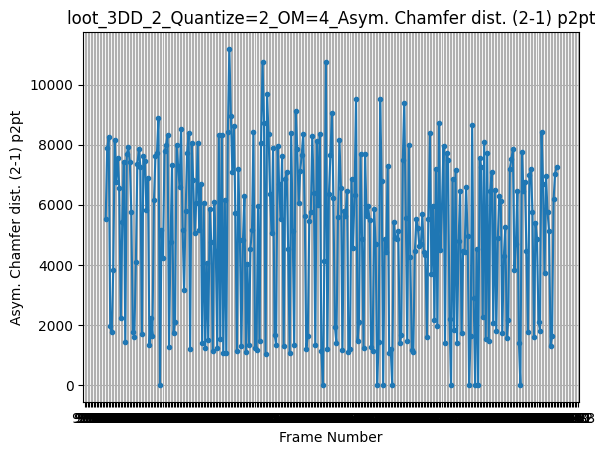 loot_3DD_2_Quantize=2_OM=4_Asym. Chamfer dist. (2-1) p2pt
Asym. Chamfer dist. (2-1) p2pt
10000
8000
6000
4000
2000
0
Frame Number